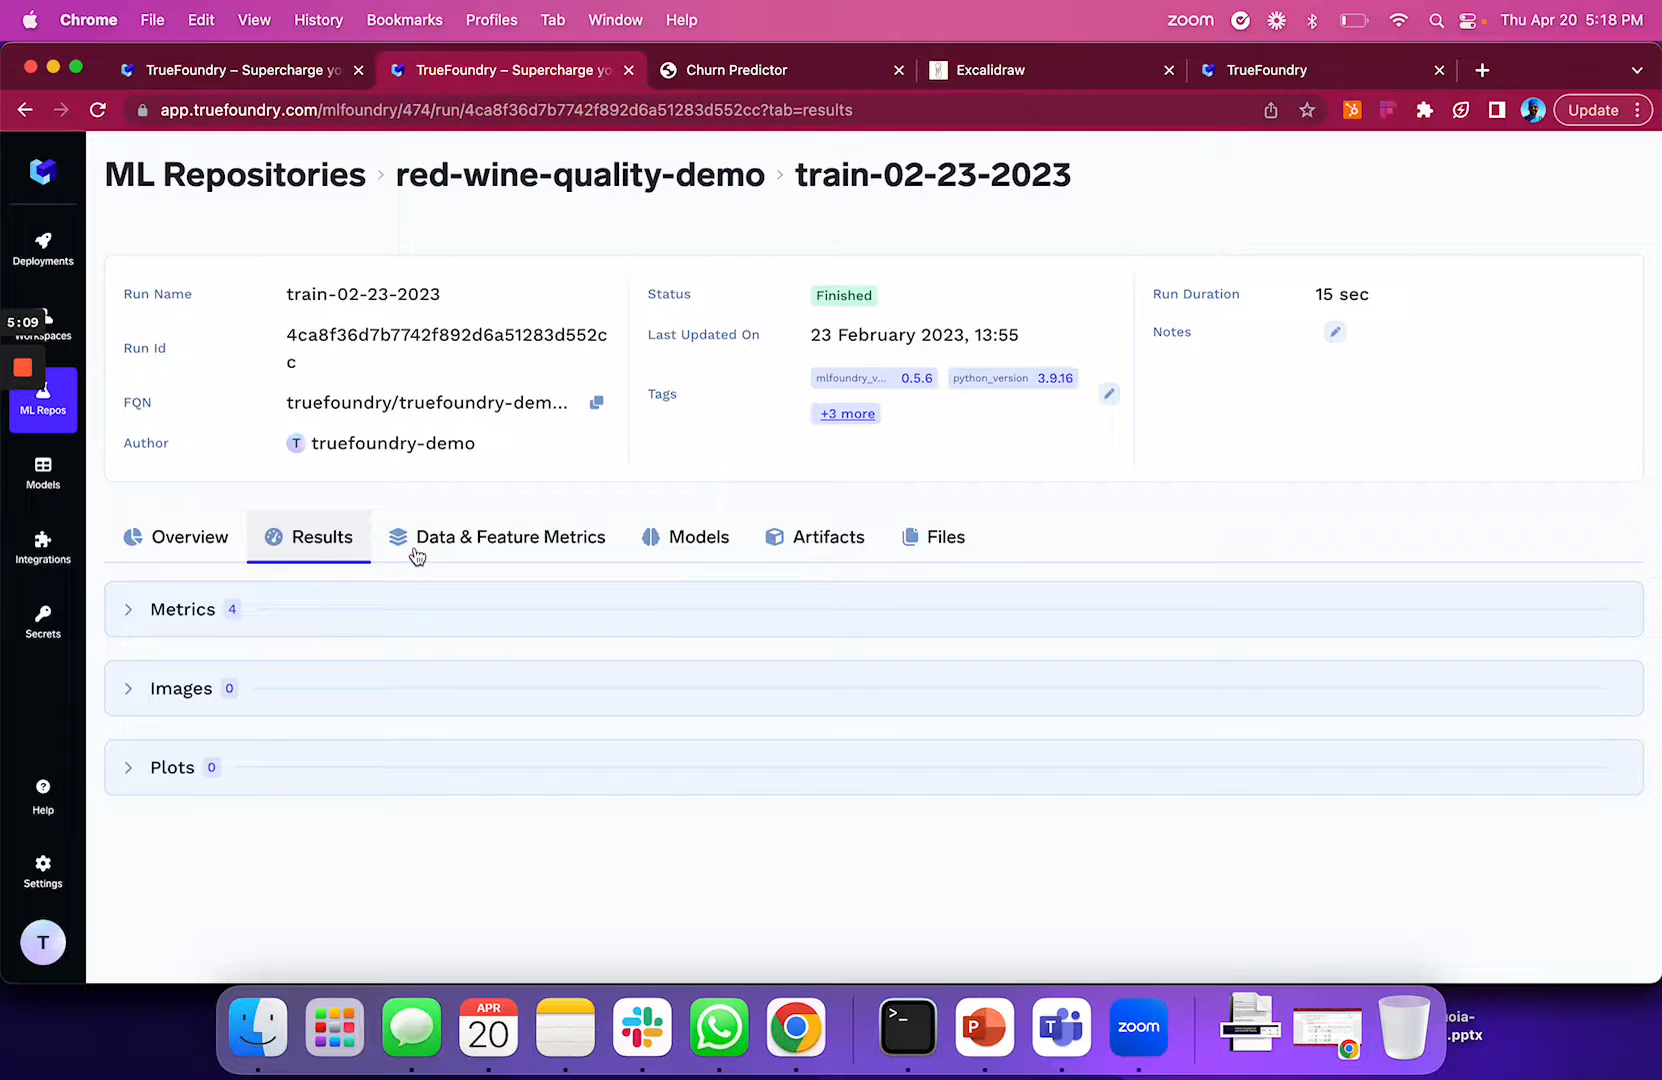 Chrome File Edit View History Bookmarks Profiles Tab Window Help zoom Thu Apr 20 5:18 PM
TrueFoundry – Supercharge yo TrueFoundry – Supercharge yo Churn Predictor Excalidraw TrueFoundry
app.truefoundry.com/mlfoundry/474/run/4ca8f36d7b7742f892d6a51283d552cc?tab=results Update
ML Repositories › red-wine-quality-demo › train-02-23-2023
Deployments
5:09
ML Repos
Models
Integrations
Secrets
Help
Settings
T
Run Name train-02-23-2023
Run Id 4ca8f36d7b7742f892d6a51283d552c
c
FQN truefoundry/truefoundry-dem...
Author T truefoundry-demo
Status Finished
Last Updated On 23 February 2023, 13:55
Tags mlfoundry_v... 0.5.6 python_version 3.9.16
+3 more
Run Duration 15 sec
Notes
Overview Results Data & Feature Metrics Models Artifacts Files
Metrics 4
Images 0
Plots 0
APR
20
P
T
zoom
.pptx